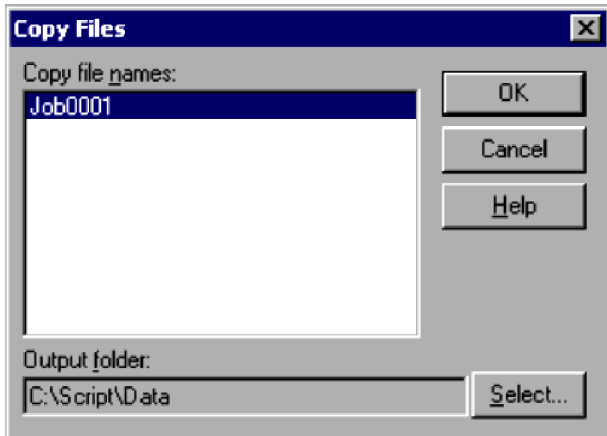 Copy Files
Copy file names:
Job0001
OK
Cancel
Help
Output folder:
C:\Script\Data
Select...